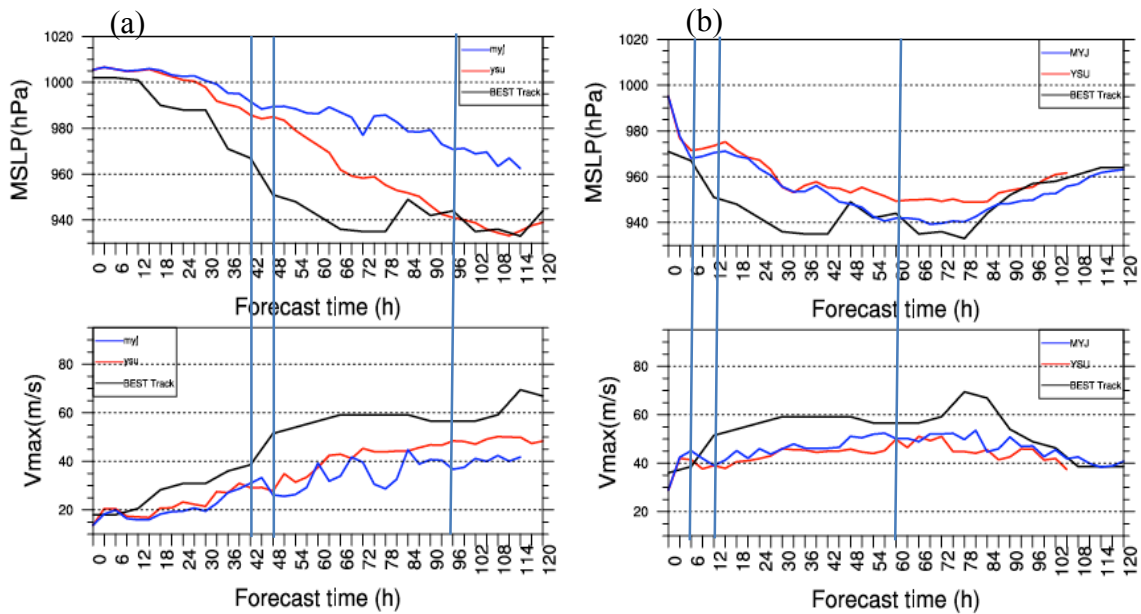 (a)
1020
1000
980
960
940
MSLP(hPa)
myj
ysu
BEST Track
0 6 12 18 24 30 36 42 48 54 60 66 72 78 84 90 96 102 108 114 120
Forecast time (h)
80
60
40
20
Vmax(m/s)
myj
ysu
BEST Track
0 6 12 18 24 30 36 42 48 54 60 66 72 78 84 90 96 102 108 114 120
Forecast time (h)
(b)
1020
1000
980
960
940
MSLP(hPa)
MYJ
YSU
BEST Track
0 6 12 18 24 30 36 42 48 54 60 66 72 78 84 90 96 102 114 120
Forecast time (h)
80
60
40
20
Vmax(m/s)
MYJ
YSU
BEST Track
0 6 12 18 24 30 36 42 48 54 60 66 72 78 84 90 96 102 114 120
Forecast time (h)